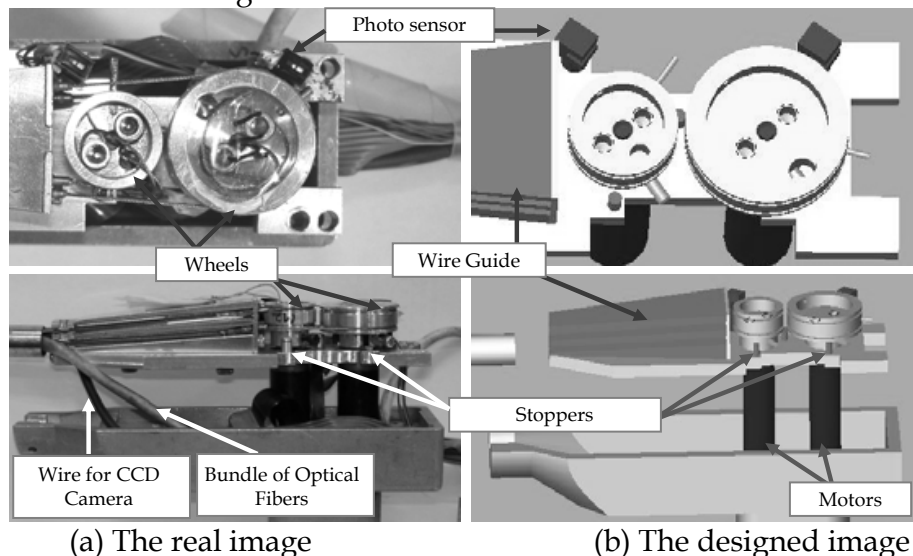 Photo sensor
Wheels
Wire Guide
Stoppers
Wire for CCD
Camera
Bundle of Optical
Fibers
Motors
(a) The real image
(b) The designed image